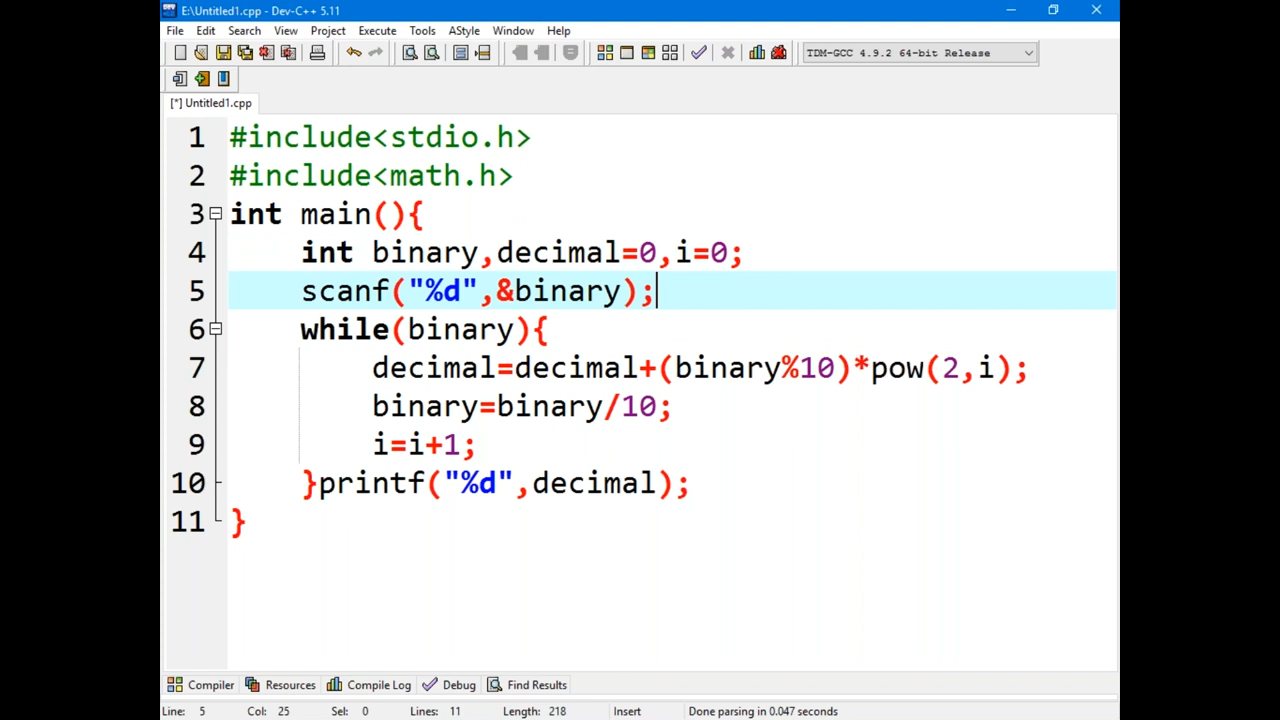 E:\Untitled1.cpp - Dev-C++ 5.11
File Edit Search View Project Execute Tools AStyle Window Help
TDM-GCC 4.9.2 64-bit Release
[*] Untitled1.cpp
1 #include<stdio.h>
2 #include<math.h>
3 int main(){
4 int binary,decimal=0,i=0;
5 scanf("%d",&binary);
6 while(binary){
7 decimal=decimal+(binary%10)*pow(2,i);
8 binary=binary/10;
9 i=i+1;
10 }printf("%d",decimal);
11 }
Compiler Resources Compile Log Debug Find Results
Line: 5 Col: 25 Sel: 0 Lines: 11 Length: 218 Insert Done parsing in 0.047 seconds